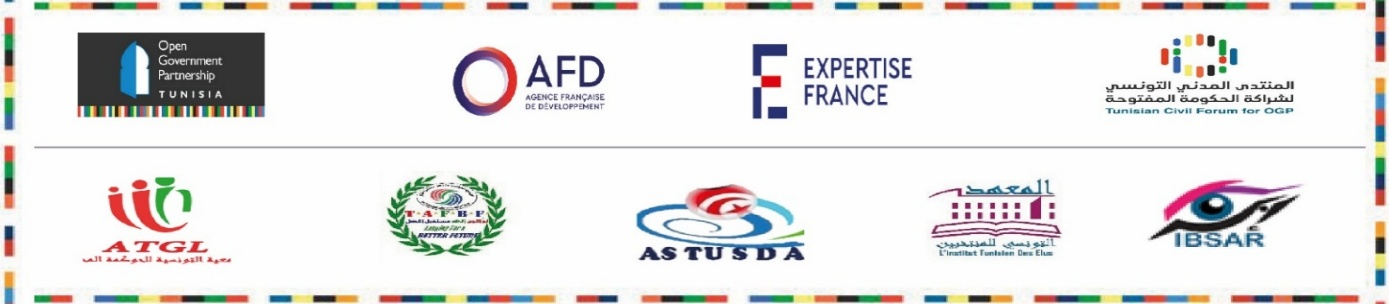 Open
Government
Partnership
TUNISIA
AFD
AGENCE FRANÇAISE
DE DÉVELOPPEMENT
EXPERTISE
FRANCE
المنتدى المدني التونسي
لشراكة الحكومة المفتوحة
Tunisian Civil Forum for OGP
ATGL
T·A·F·B·F
BETTER FUTURE
ASTUSDA
المعهد
التونسي للمنتخبين
L'Institut Tunisien Des Elus
IBSAR